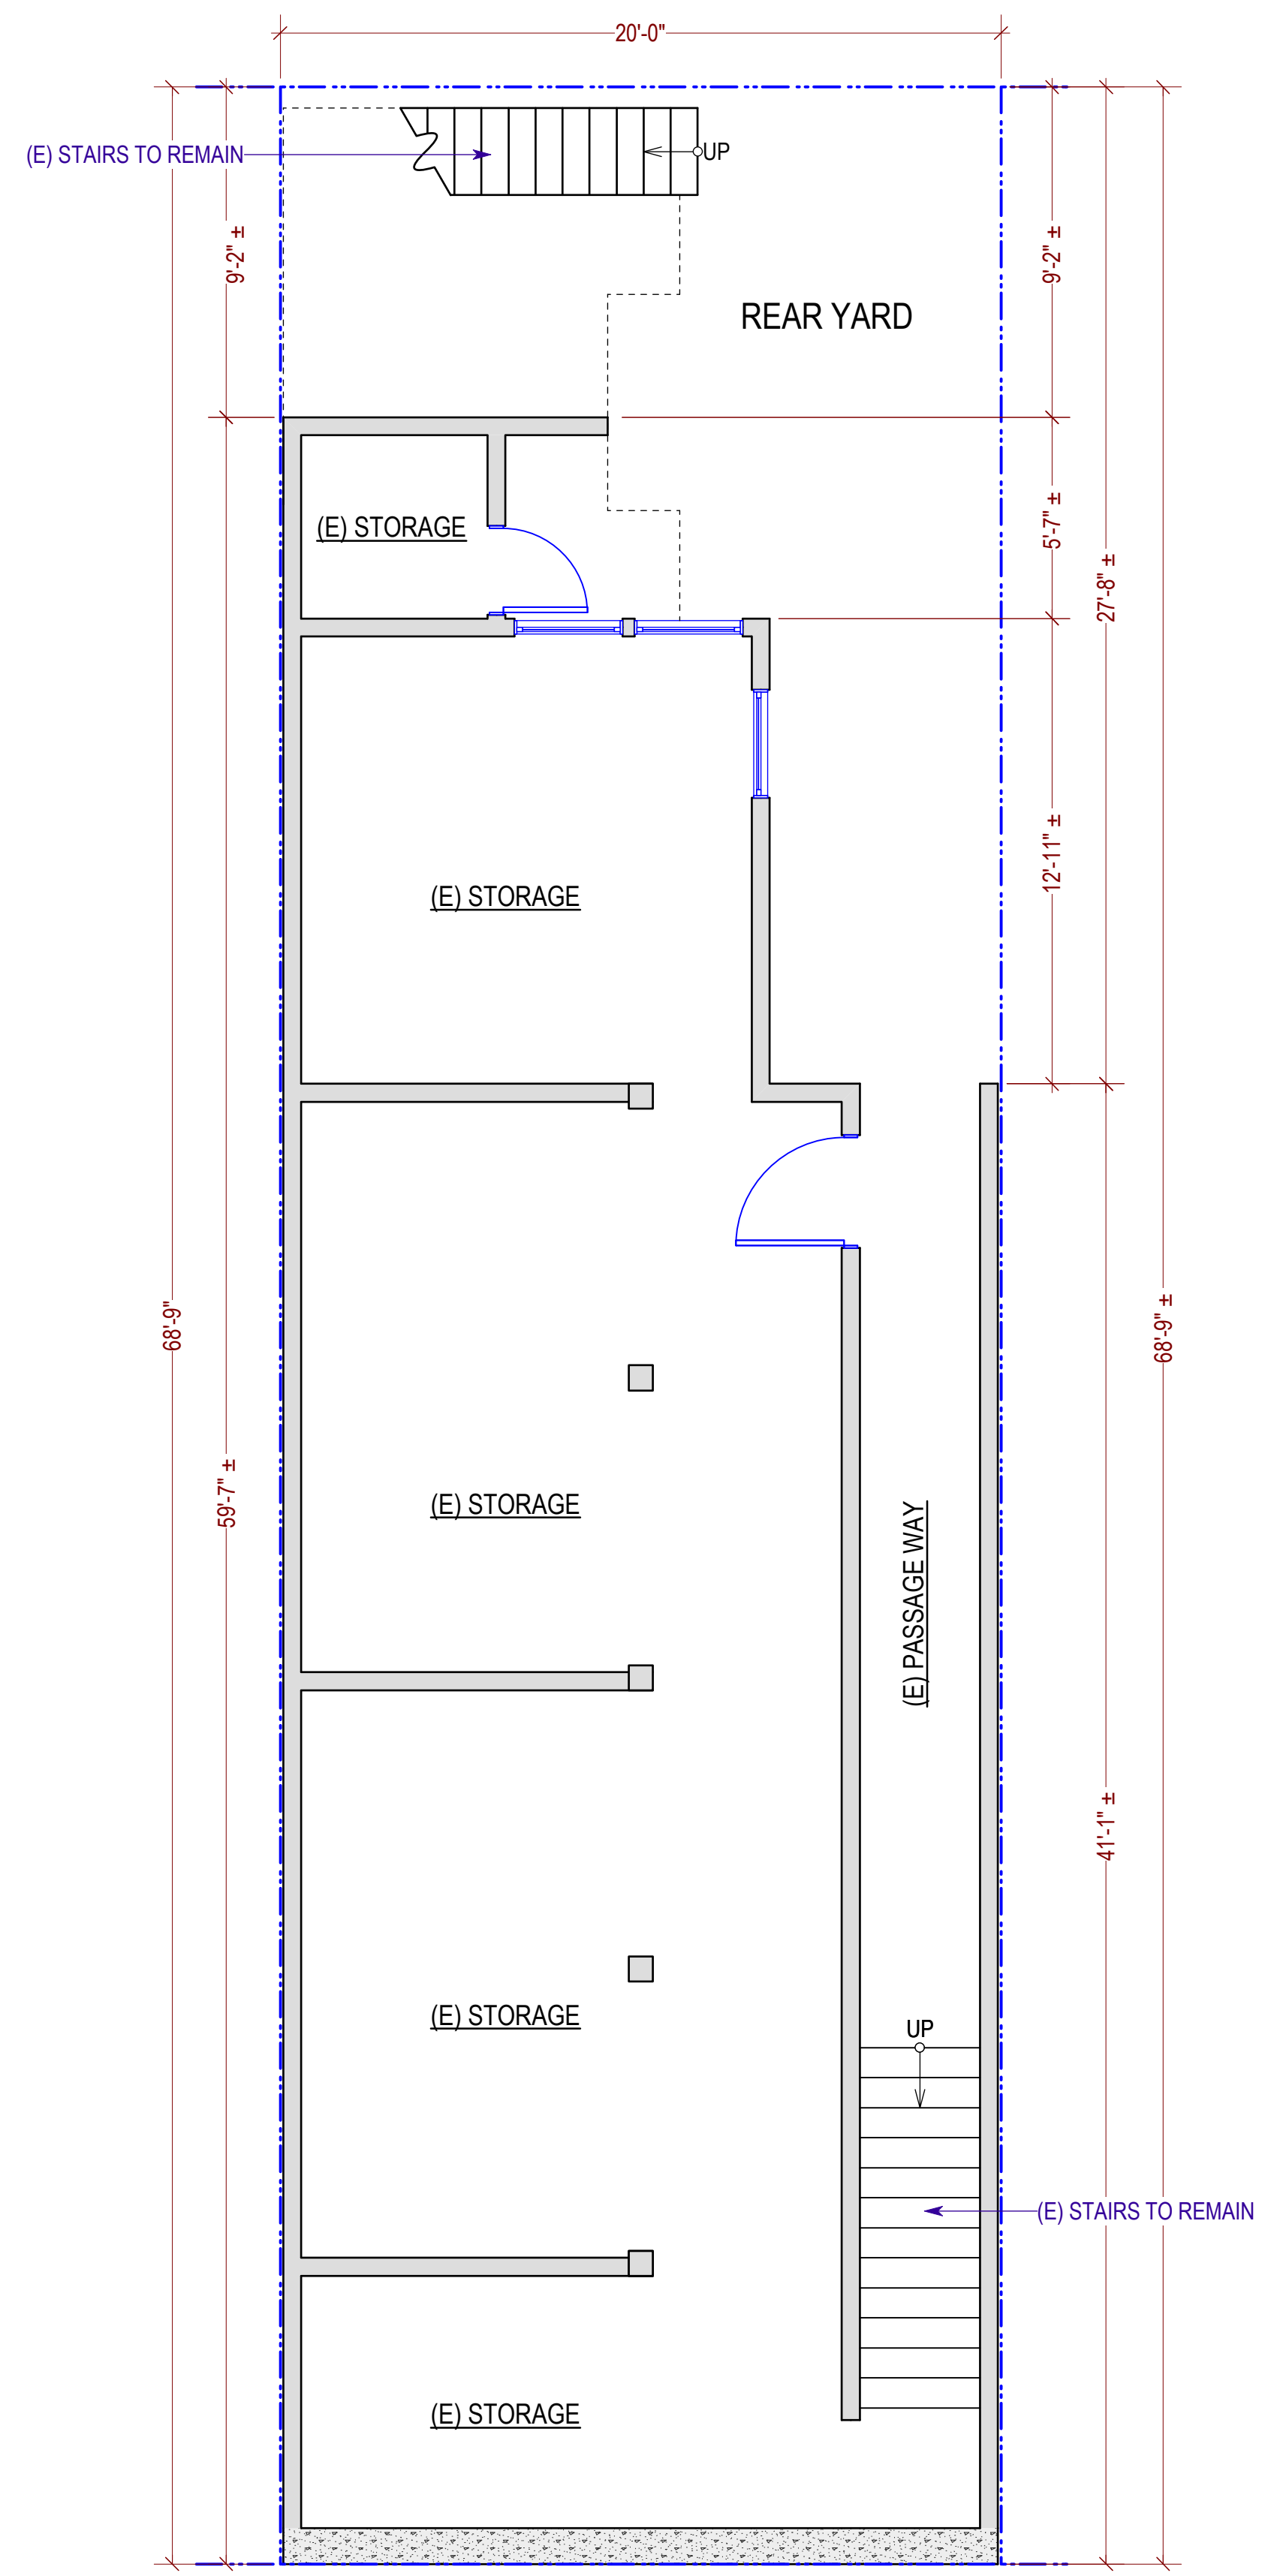 20'-0"
(E) STAIRS TO REMAIN
UP
9'-2" ±
9'-2" ±
REAR YARD
(E) STORAGE
5'-7" ±
27'-8" ±
12'-11" ±
(E) STORAGE
68'-9"
68'-9" ±
59'-7" ±
(E) STORAGE
(E) PASSAGE WAY
41'-1" ±
(E) STORAGE
UP
(E) STAIRS TO REMAIN
(E) STORAGE